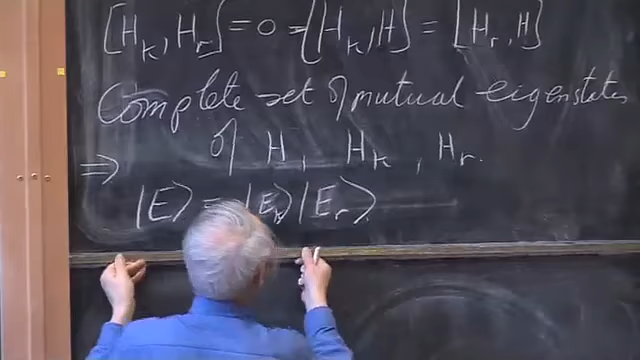 [H_K, H_r] = 0 = [H_K, H] = [H_r, H]
Complete set of mutual eigenstates
of H, H_K, H_r.
⇒
|E> = |E_K>|E_r>